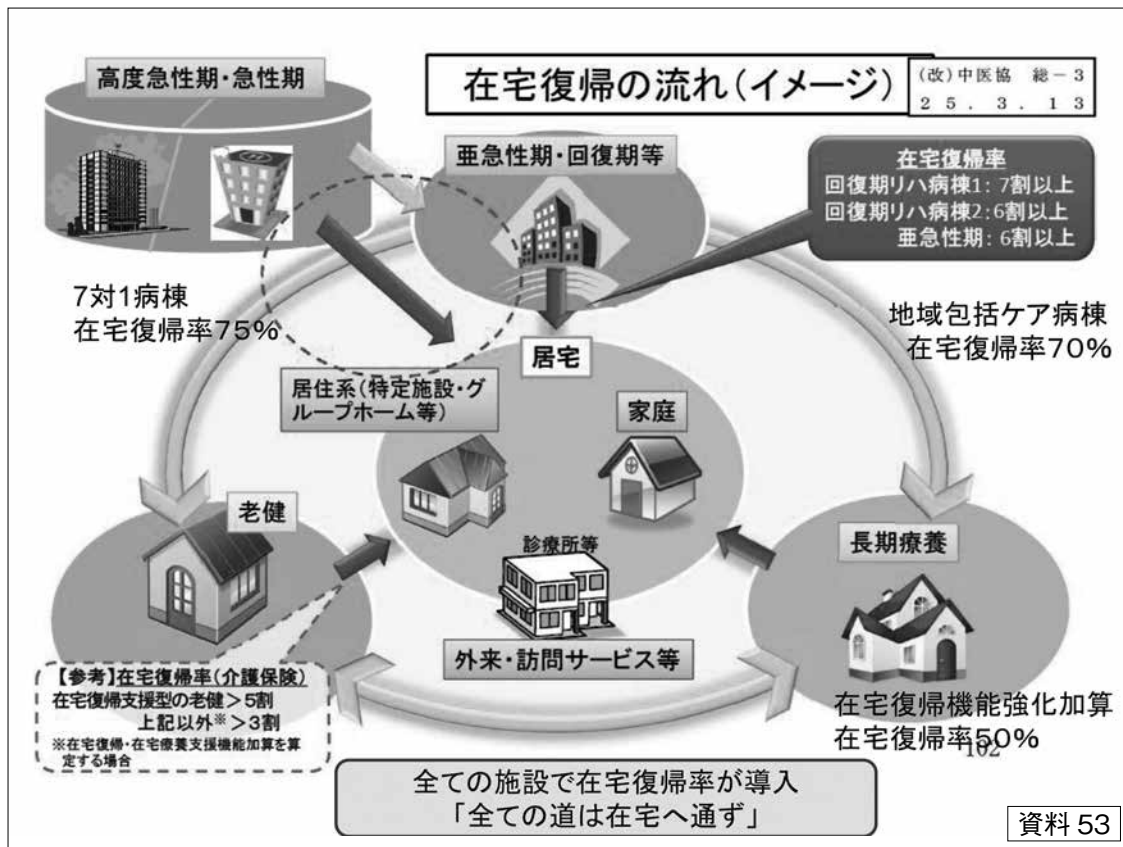 在宅復帰の流れ(イメージ)
(改)中医協 総-3
25.3.13
高度急性期・急性期
亜急性期・回復期等
在宅復帰率
回復期リハ病棟1:7割以上
回復期リハ病棟2:6割以上
亜急性期:6割以上
7対1病棟
在宅復帰率75%
地域包括ケア病棟
在宅復帰率70%
居宅
居住系(特定施設・グ
ループホーム等)
家庭
老健
診療所等
長期療養
外来・訪問サービス等
【参考】在宅復帰率(介護保険)
在宅復帰支援型の老健>5割
上記以外※>3割
※在宅復帰・在宅療養支援機能加算を算
定する場合
在宅復帰機能強化加算
在宅復帰率50%
102
全ての施設で在宅復帰率が導入
「全ての道は在宅へ通ず」
資料53